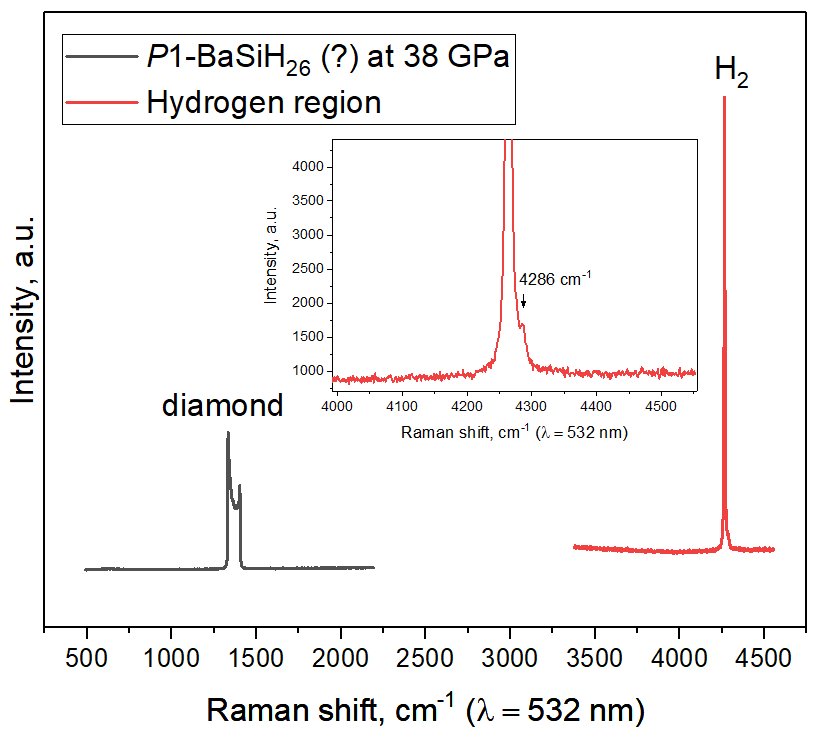 P1-BaSiH₂₆ (?) at 38 GPa
Hydrogen region
H₂
4000
3500
3000
2500
2000
1500
1000
Intensity, a.u.
4286 cm⁻¹
4000 4100 4200 4300 4400 4500
Raman shift, cm⁻¹ (λ = 532 nm)
Intensity, a.u.
diamond
500 1000 1500 2000 2500 3000 3500 4000 4500
Raman shift, cm⁻¹ (λ = 532 nm)